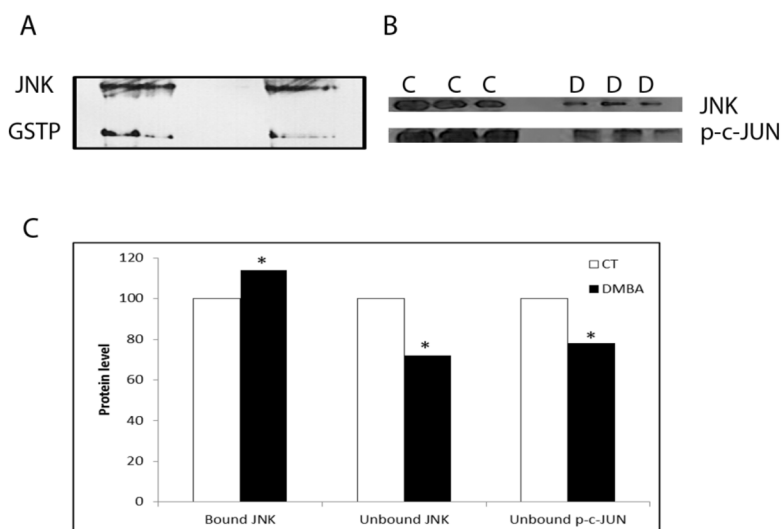 A
B
JNK
GSTP
C C C D D D
JNK
p-c-JUN
C
120
100
80
60
40
20
0
Protein level
CT
DMBA
*
*
*
Bound JNK
Unbound JNK
Unbound p-c-JUN